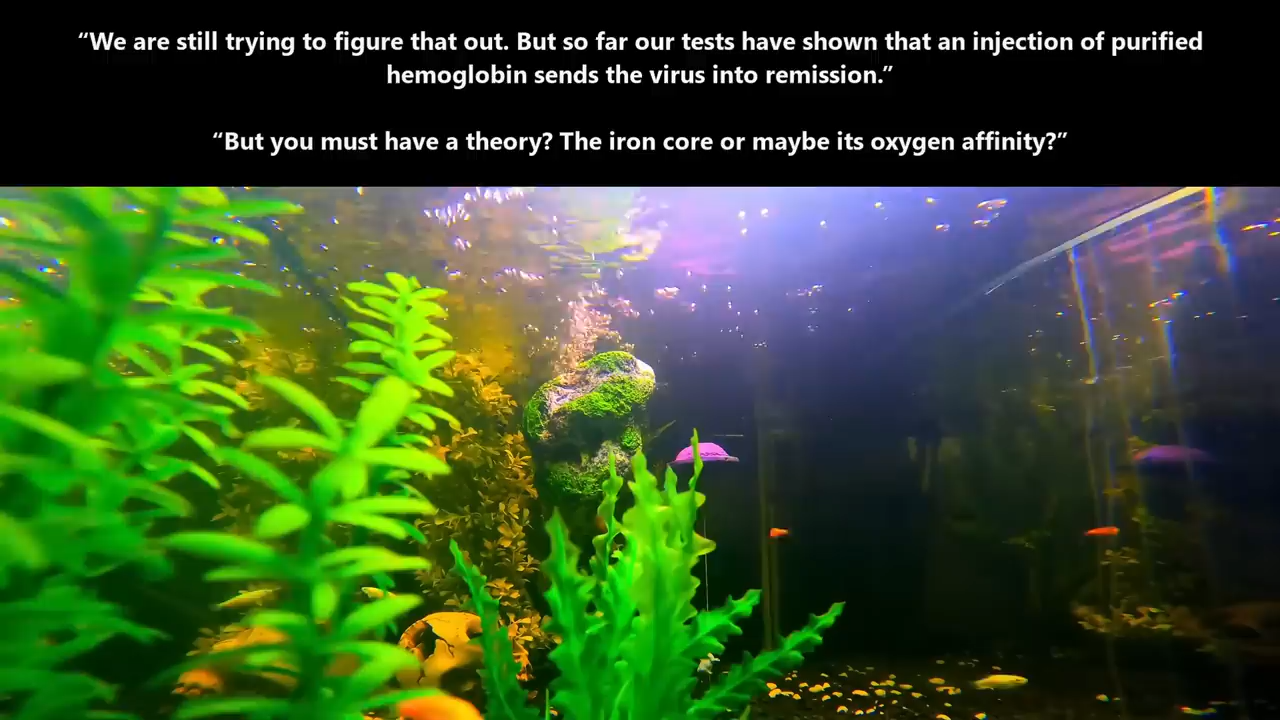 “We are still trying to figure that out. But so far our tests have shown that an injection of purified
hemoglobin sends the virus into remission.”
“But you must have a theory? The iron core or maybe its oxygen affinity?”